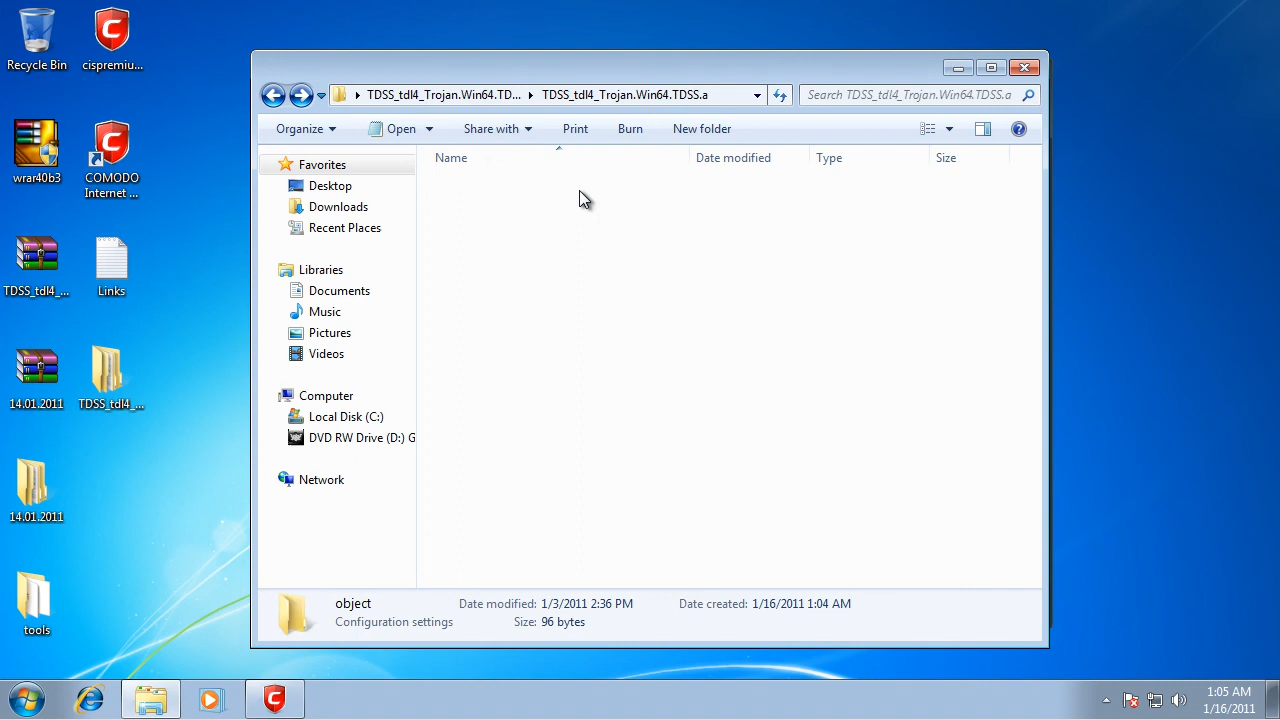 Recycle Bin
cispremiu...
wrar40b3
COMODO
Internet ...
TDSS_tdl4_...
Links
14.01.2011
TDSS_tdl4_...
14.01.2011
tools
TDSS_tdl4_Trojan.Win64.TD...
TDSS_tdl4_Trojan.Win64.TDSS.a
Search TDSS_tdl4_Trojan.Win64.TDSS.a
Organize
Open
Share with
Print
Burn
New folder
Name
Date modified
Type
Size
Favorites
Desktop
Downloads
Recent Places
Libraries
Documents
Music
Pictures
Videos
Computer
Local Disk (C:)
DVD RW Drive (D:) G
Network
object
Date modified: 1/3/2011 2:36 PM
Date created: 1/16/2011 1:04 AM
Configuration settings
Size: 96 bytes
1:05 AM
1/16/2011